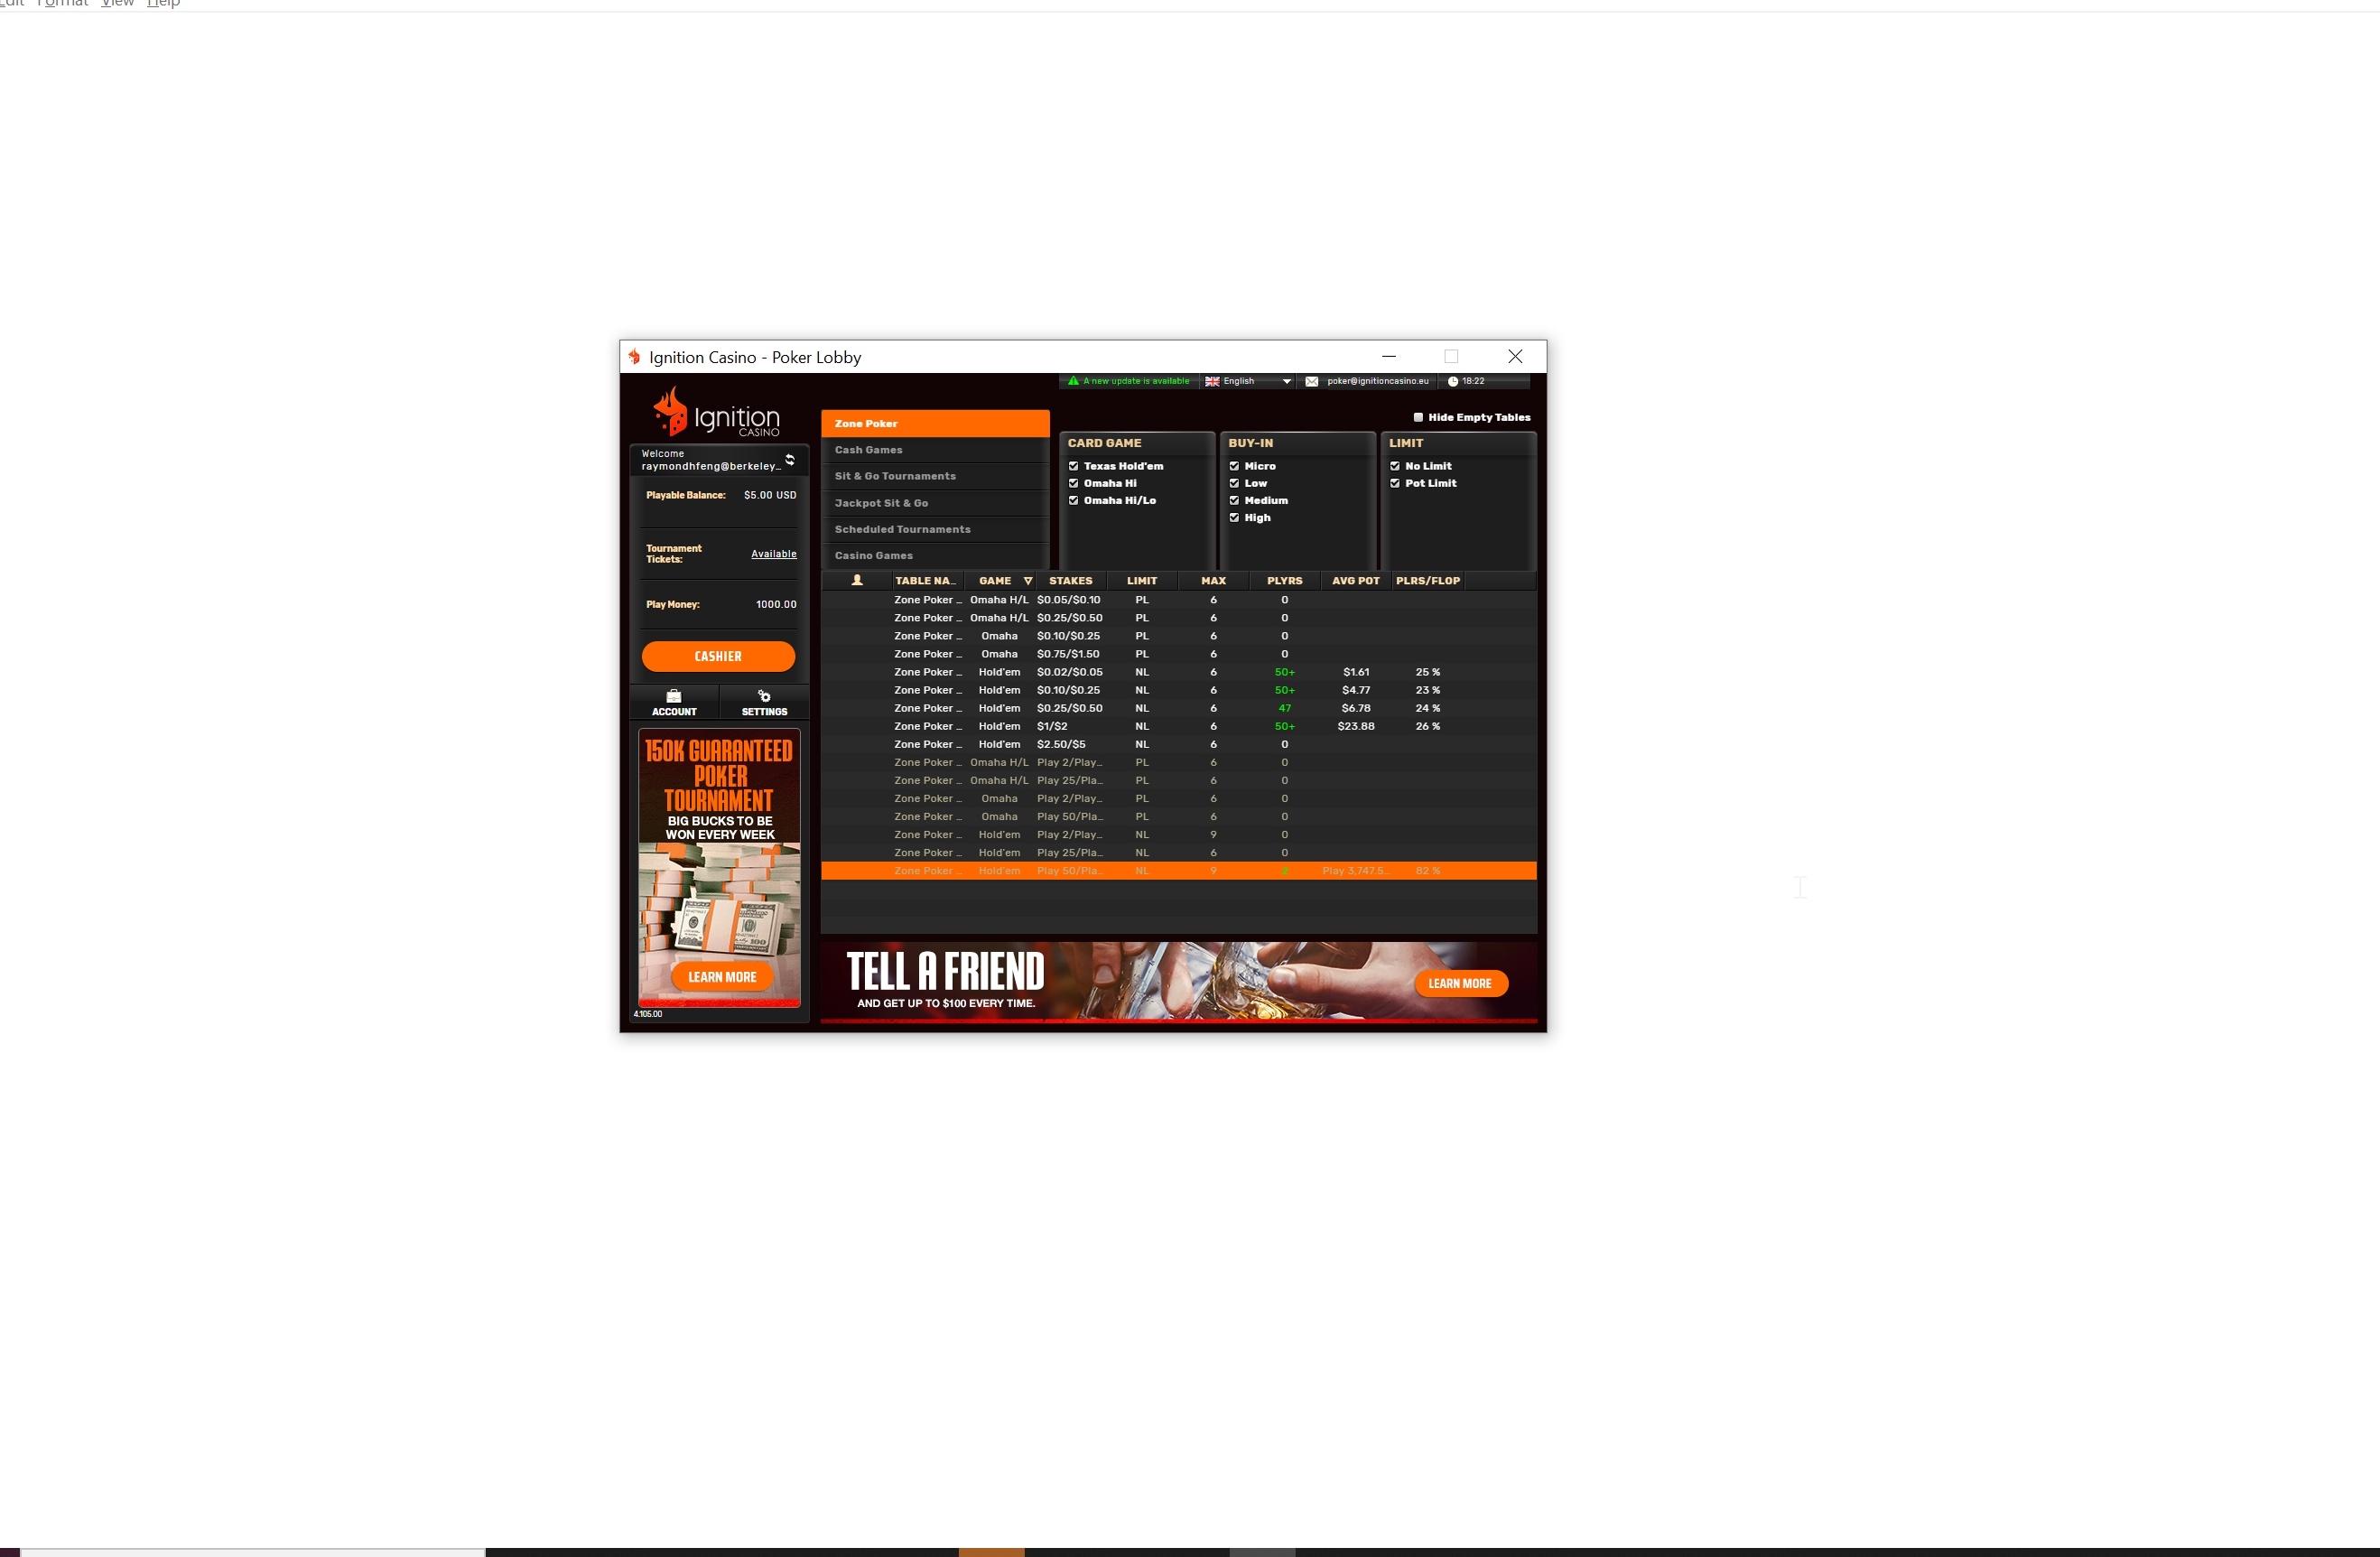 Edit Format View Help
Ignition Casino - Poker Lobby
A new update is available English poker@ignitioncasino.eu 18:22
Ignition
CASINO
Welcome
raymondhfeng@berkeley...
Playable Balance: $5.00 USD
Tournament
Tickets: Available
Play Money: 1000.00
CASHIER
ACCOUNT SETTINGS
150K GUARANTEED
POKER
TOURNAMENT
BIG BUCKS TO BE
WON EVERY WEEK
LEARN MORE
4.105.00
Zone Poker
Cash Games
Sit & Go Tournaments
Jackpot Sit & Go
Scheduled Tournaments
Casino Games
Hide Empty Tables
CARD GAME
Texas Hold'em
Omaha Hi
Omaha Hi/Lo
BUY-IN
Micro
Low
Medium
High
LIMIT
No Limit
Pot Limit
TABLE NA... GAME STAKES LIMIT MAX PLYRS AVG POT PLRS/FLOP
Zone Poker ... Omaha H/L $0.05/$0.10 PL 6 0
Zone Poker ... Omaha H/L $0.25/$0.50 PL 6 0
Zone Poker ... Omaha $0.10/$0.25 PL 6 0
Zone Poker ... Omaha $0.75/$1.50 PL 6 0
Zone Poker ... Hold'em $0.02/$0.05 NL 6 50+ $1.61 25 %
Zone Poker ... Hold'em $0.10/$0.25 NL 6 50+ $4.77 23 %
Zone Poker ... Hold'em $0.25/$0.50 NL 6 47 $6.78 24 %
Zone Poker ... Hold'em $1/$2 NL 6 50+ $23.88 26 %
Zone Poker ... Hold'em $2.50/$5 NL 6 0
Zone Poker ... Omaha H/L Play 2/Play... PL 6 0
Zone Poker ... Omaha H/L Play 25/Pla... PL 6 0
Zone Poker ... Omaha Play 2/Play... PL 6 0
Zone Poker ... Omaha Play 50/Pla... PL 6 0
Zone Poker ... Hold'em Play 2/Play... NL 9 0
Zone Poker ... Hold'em Play 25/Pla... NL 6 0
Zone Poker ... Hold'em Play 50/Pla... NL 9 Play 3,747.5... 82 %
TELL A FRIEND
AND GET UP TO $100 EVERY TIME.
LEARN MORE